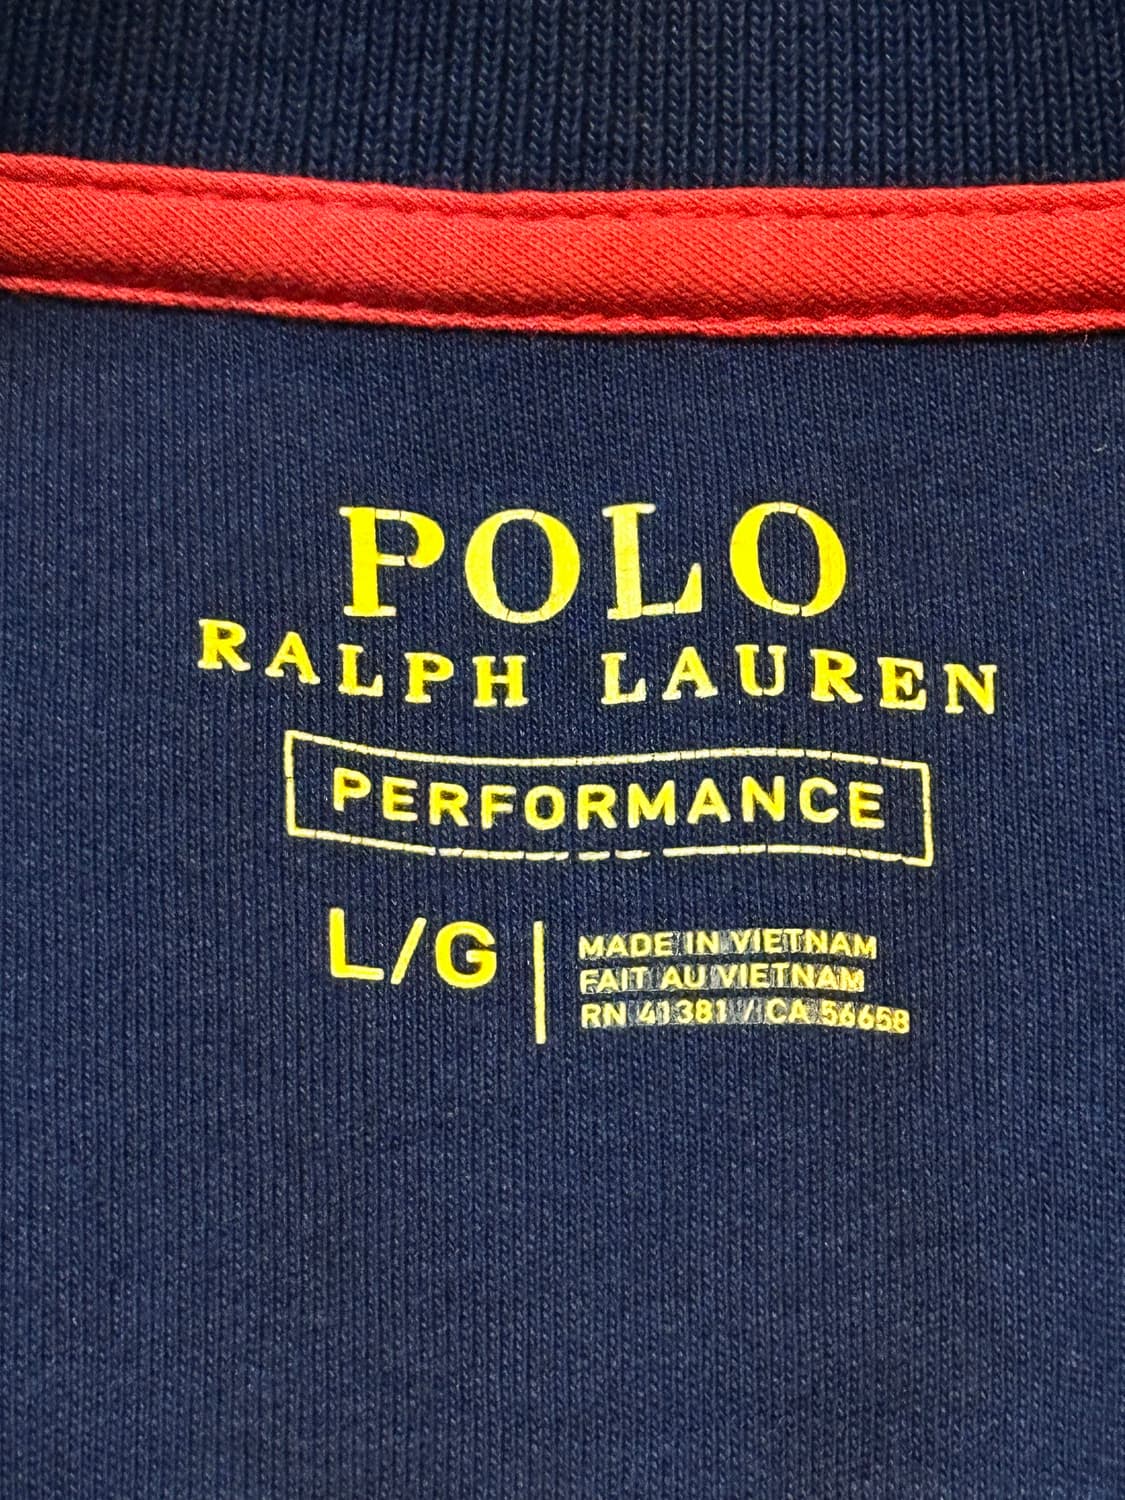 POLO
RALPH LAUREN
PERFORMANCE
L/G
MADE IN VIETNAM
FAIT AU VIETNAM
RN 41381 / CA 56658